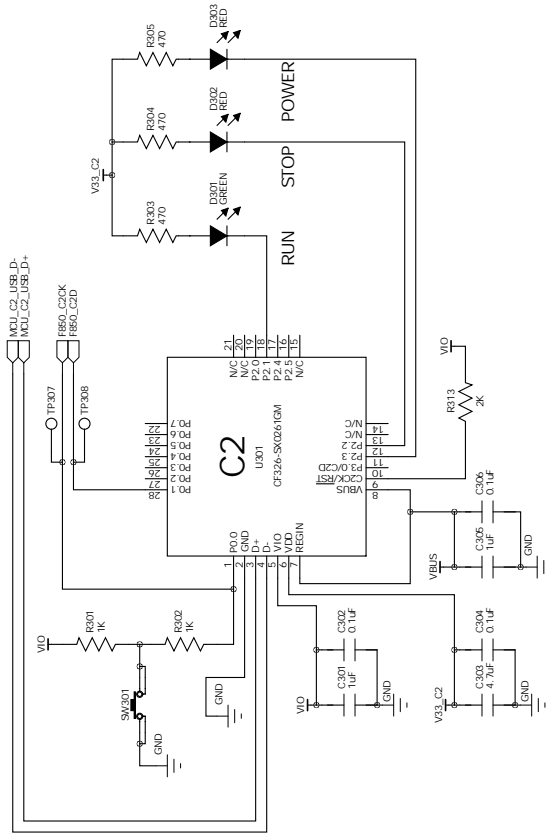 MCU_C2_USB_D-
MCU_C2_USB_D+
F850_C2CK
F850_C2D
TP307
TP308
V33_C2
R303
470
R304
470
R305
470
D301
GREEN
D302
RED
D303
RED
RUN
STOP
POWER
VIO
R301
1K
R302
1K
SW301
GND
GND
C2
U301
CF326-SX0261GM
1 P0.0
2 GND
3 D+
4 D-
5 VIO
6 VDD
7 REGIN
8 VBUS
9 C2CK/RST
10 P3.0/C2D
11 P2.3
12 P2.2
13 N/C
14 N/C
15 N/C
16 P2.5
17 P2.4
18 P2.1
19 P2.0
20 N/C
21 N/C
22 P0.7
23 P0.6
24 P0.5
25 P0.4
26 P0.3
27 P0.2
28 P0.1
VIO
R313
2K
VIO
C301
1uF
C302
0.1uF
GND
V33_C2
C303
4.7uF
C304
0.1uF
GND
VBUS
C305
1uF
C306
0.1uF
GND